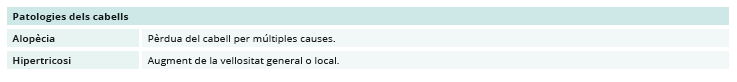 Patologies dels cabells
Alopècia Pèrdua del cabell per múltiples causes.
Hipertricosi Augment de la vellositat general o local.